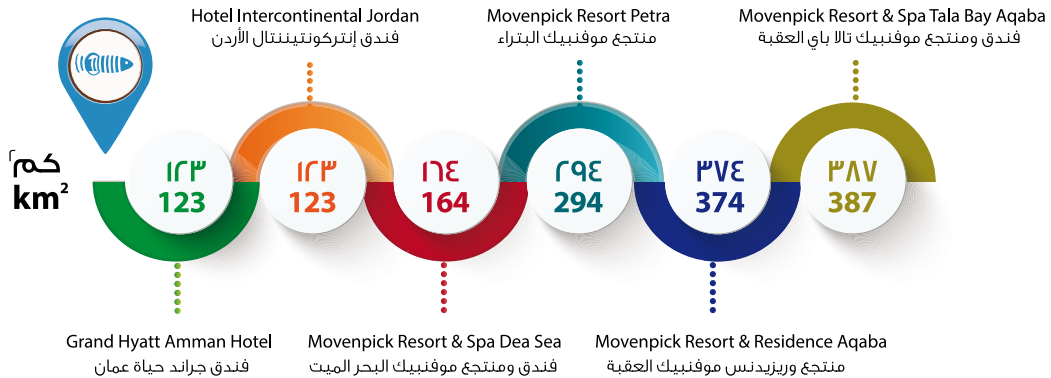 Hotel Intercontinental Jordan
فندق إنتركونتيننتال الأردن
Movenpick Resort Petra
منتجع موفنبيك البتراء
Movenpick Resort & Spa Tala Bay Aqaba
فندق ومنتجع موفنبيك تالا باي العقبة
كم٢
km²
١٢٣
123
١٢٣
123
١٦٤
164
٢٩٤
294
٣٧٤
374
٣٨٧
387
Grand Hyatt Amman Hotel
فندق جراند حياة عمان
Movenpick Resort & Spa Dea Sea
فندق ومنتجع موفنبيك البحر الميت
Movenpick Resort & Residence Aqaba
منتجع وريزيدنس موفنبيك العقبة